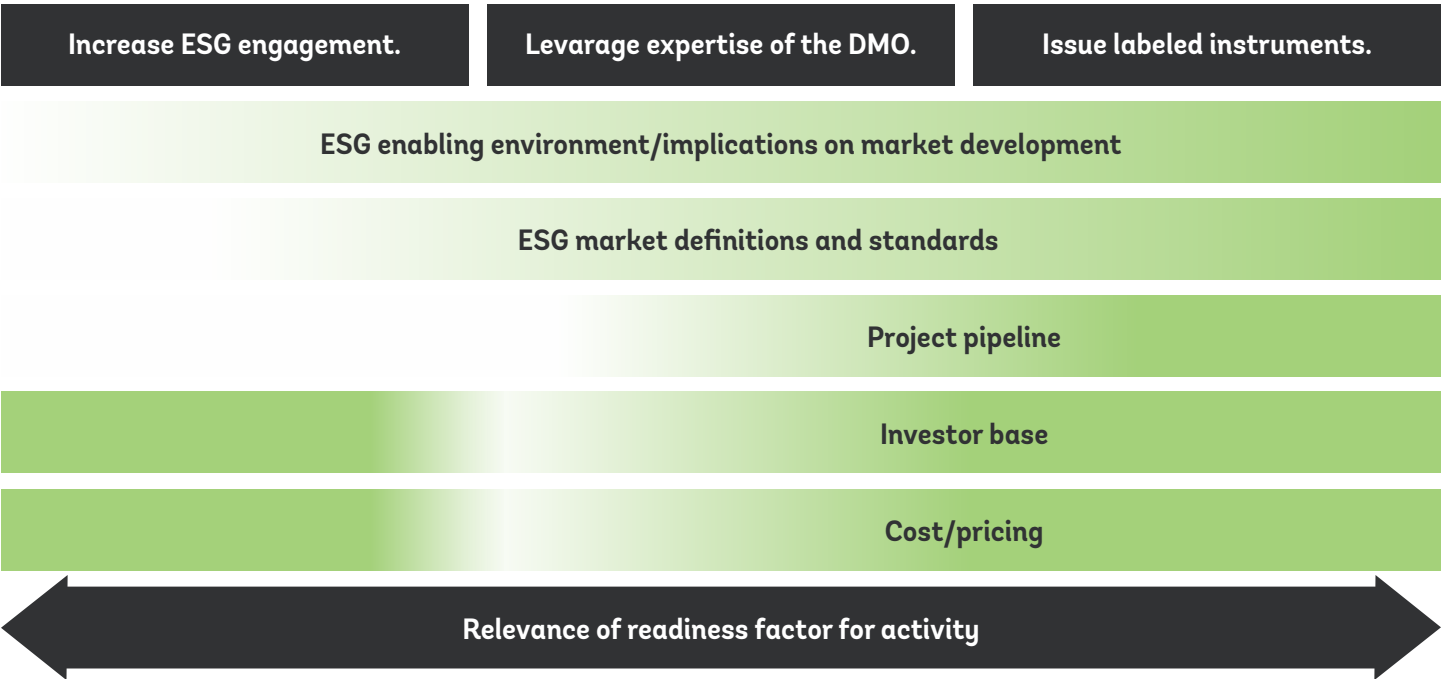 Increase ESG engagement.
Levarage expertise of the DMO.
Issue labeled instruments.
ESG enabling environment/implications on market development
ESG market definitions and standards
Project pipeline
Investor base
Cost/pricing
Relevance of readiness factor for activity